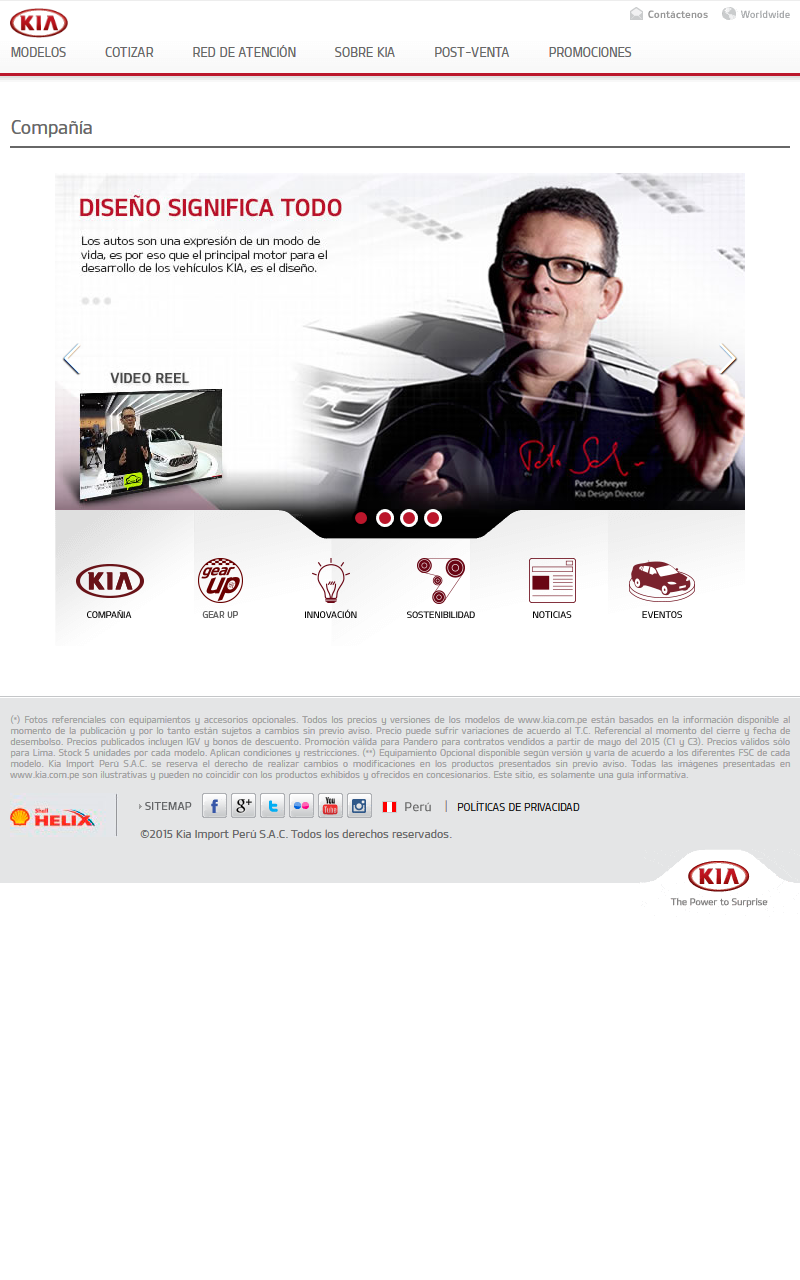 KIA
Contáctenos
Worldwide
MODELOS
COTIZAR
RED DE ATENCIÓN
SOBRE KIA
POST-VENTA
PROMOCIONES
Compañía
DISEÑO SIGNIFICA TODO
Los autos son una expresión de un modo de
vida, es por eso que el principal motor para el
desarrollo de los vehículos KIA, es el diseño.
VIDEO REEL
Peter Schreyer
Kia Design Director
KIA
gear
up
COMPAÑIA
GEAR UP
INNOVACIÓN
SOSTENIBILIDAD
NOTICIAS
EVENTOS
(*) Fotos referenciales con equipamientos y accesorios opcionales. Todos los precios y versiones de los modelos de www.kia.com.pe están basados en la información disponible al
momento de la publicación y por lo tanto están sujetos a cambios sin previo aviso. Precio puede sufrir variaciones de acuerdo al T.C. Referencial al momento del cierre y fecha de
desembolso. Precios publicados incluyen IGV y bonos de descuento. Promoción válida para Pandero para contratos vendidos a partir de mayo del 2015 (C1 y C3). Precios válidos sólo
para Lima. Stock 5 unidades por cada modelo. Aplican condiciones y restricciones. (**) Equipamiento Opcional disponible según versión y varía de acuerdo a los diferentes FSC de cada
modelo. Kia Import Perú S.A.C. se reserva el derecho de realizar cambios o modificaciones en los productos presentados sin previo aviso. Todas las imágenes presentadas en
www.kia.com.pe son ilustrativas y pueden no coincidir con los productos exhibidos y ofrecidos en concesionarios. Este sitio, es solamente una guia informativa.
Shell
HELIX
SITEMAP
f
g+
t
You
Tube
Perú
|
POLÍTICAS DE PRIVACIDAD
©2015 Kia Import Perú S.A.C. Todos los derechos reservados.
KIA
The Power to Surprise